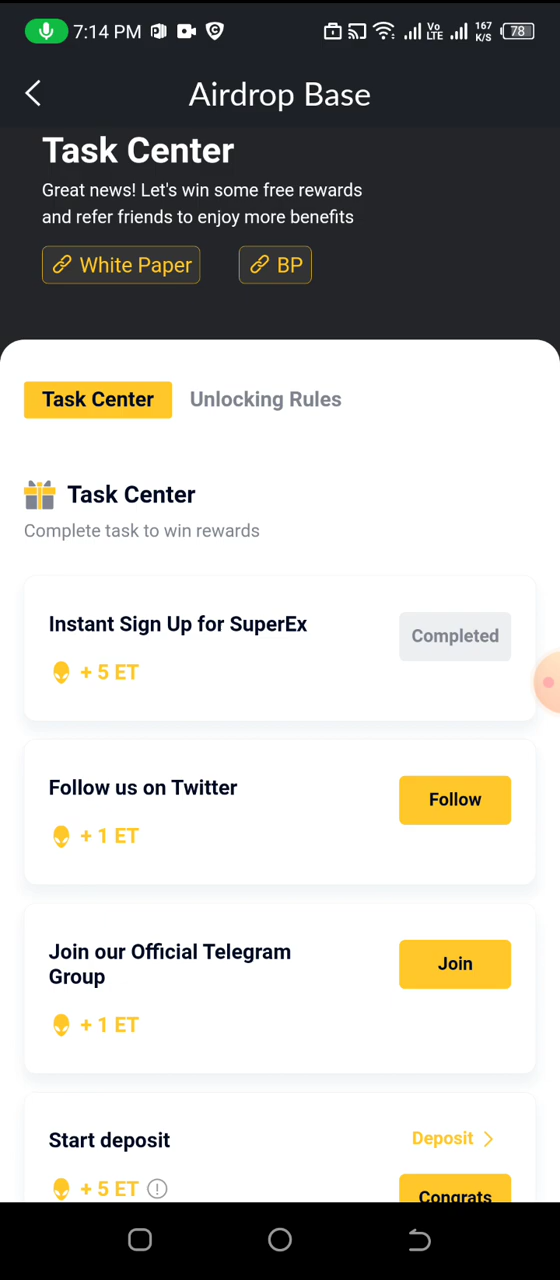 7:14 PM
Vo
LTE
167
K/S
78
Airdrop Base
Task Center
Great news! Let's win some free rewards
and refer friends to enjoy more benefits
White Paper
BP
Task Center
Unlocking Rules
Task Center
Complete task to win rewards
Instant Sign Up for SuperEx
Completed
+ 5 ET
Follow us on Twitter
Follow
+ 1 ET
Join our Official Telegram
Group
Join
+ 1 ET
Start deposit
Deposit
+ 5 ET
Congrats